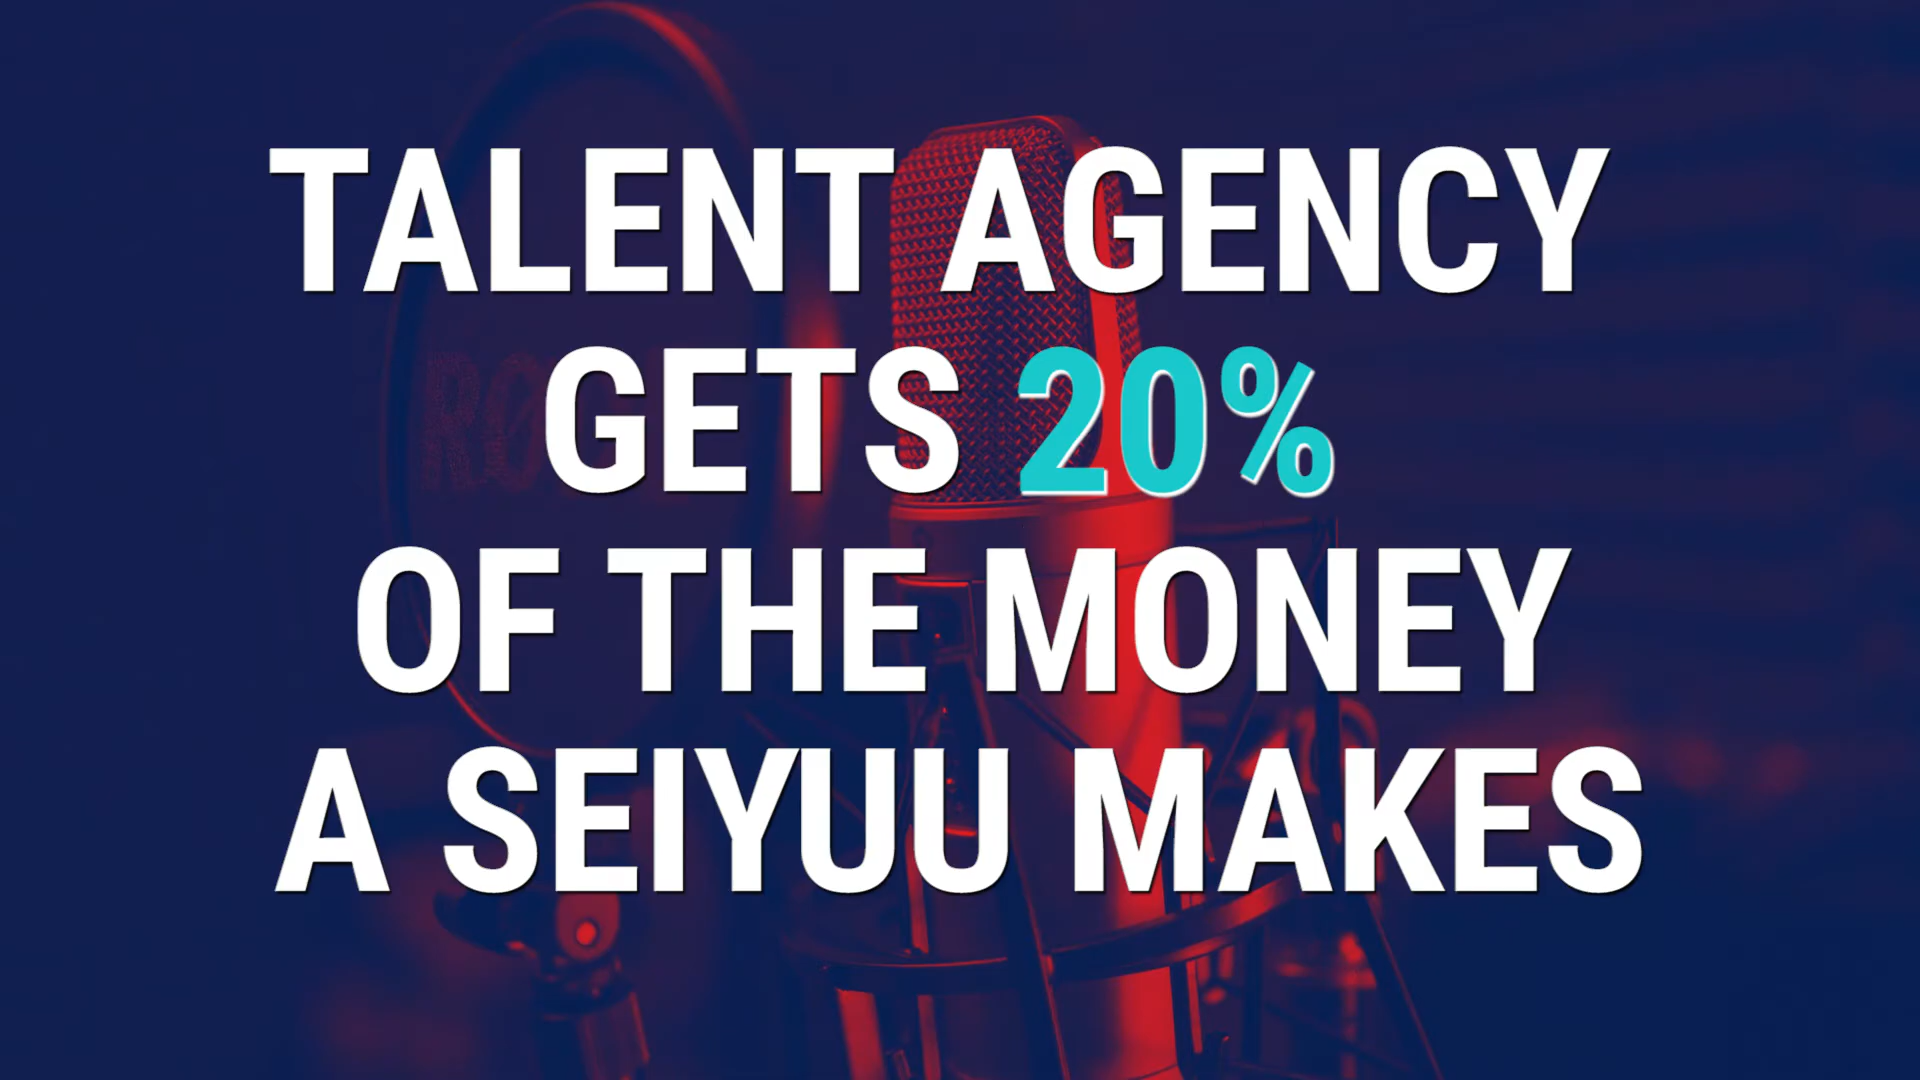 TALENT AGENCY
GETS 20%
OF THE MONEY
A SEIYUU MAKES